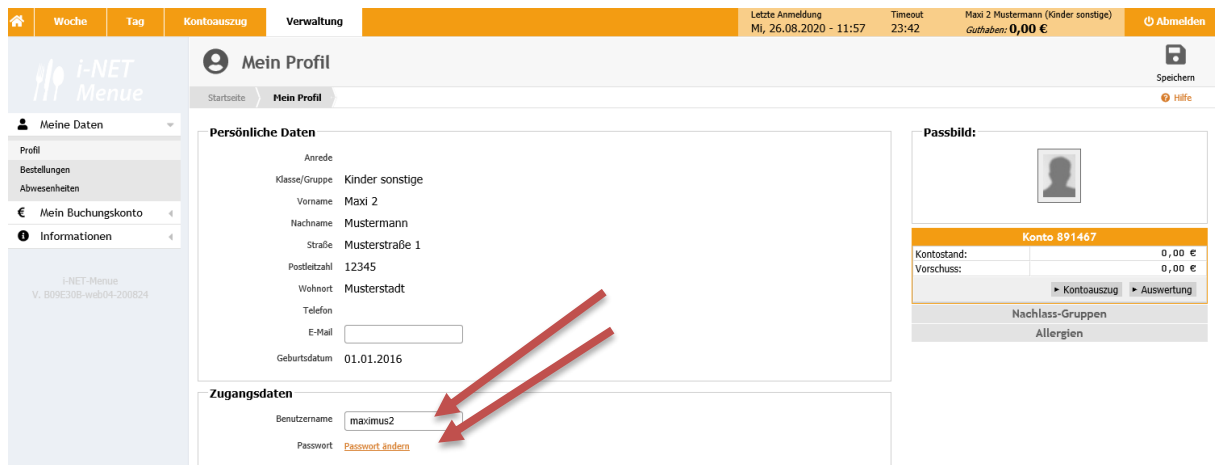 Woche Tag Kontoauszug Verwaltung Letzte Anmeldung Timeout Maxi 2 Mustermann (Kinder sonstige) Abmelden
Mi, 26.08.2020 - 11:57 23:42 Guthaben: 0,00 €
i-NET
Menue
Mein Profil
Speichern
Startseite Mein Profil Hilfe
Meine Daten
Profil
Bestellungen
Abwesenheiten
€ Mein Buchungskonto
Informationen
i-NET-Menue
V. B09E30B-web04-200824
Persönliche Daten
Anrede
Klasse/Gruppe Kinder sonstige
Vorname Maxi 2
Nachname Mustermann
Straße Musterstraße 1
Postleitzahl 12345
Wohnort Musterstadt
Telefon
E-Mail
Geburtsdatum 01.01.2016
Zugangsdaten
Benutzername maximus2
Passwort Passwort ändern
Passbild:
Konto 891467
Kontostand: 0,00 €
Vorschuss: 0,00 €
Kontoauszug Auswertung
Nachlass-Gruppen
Allergien